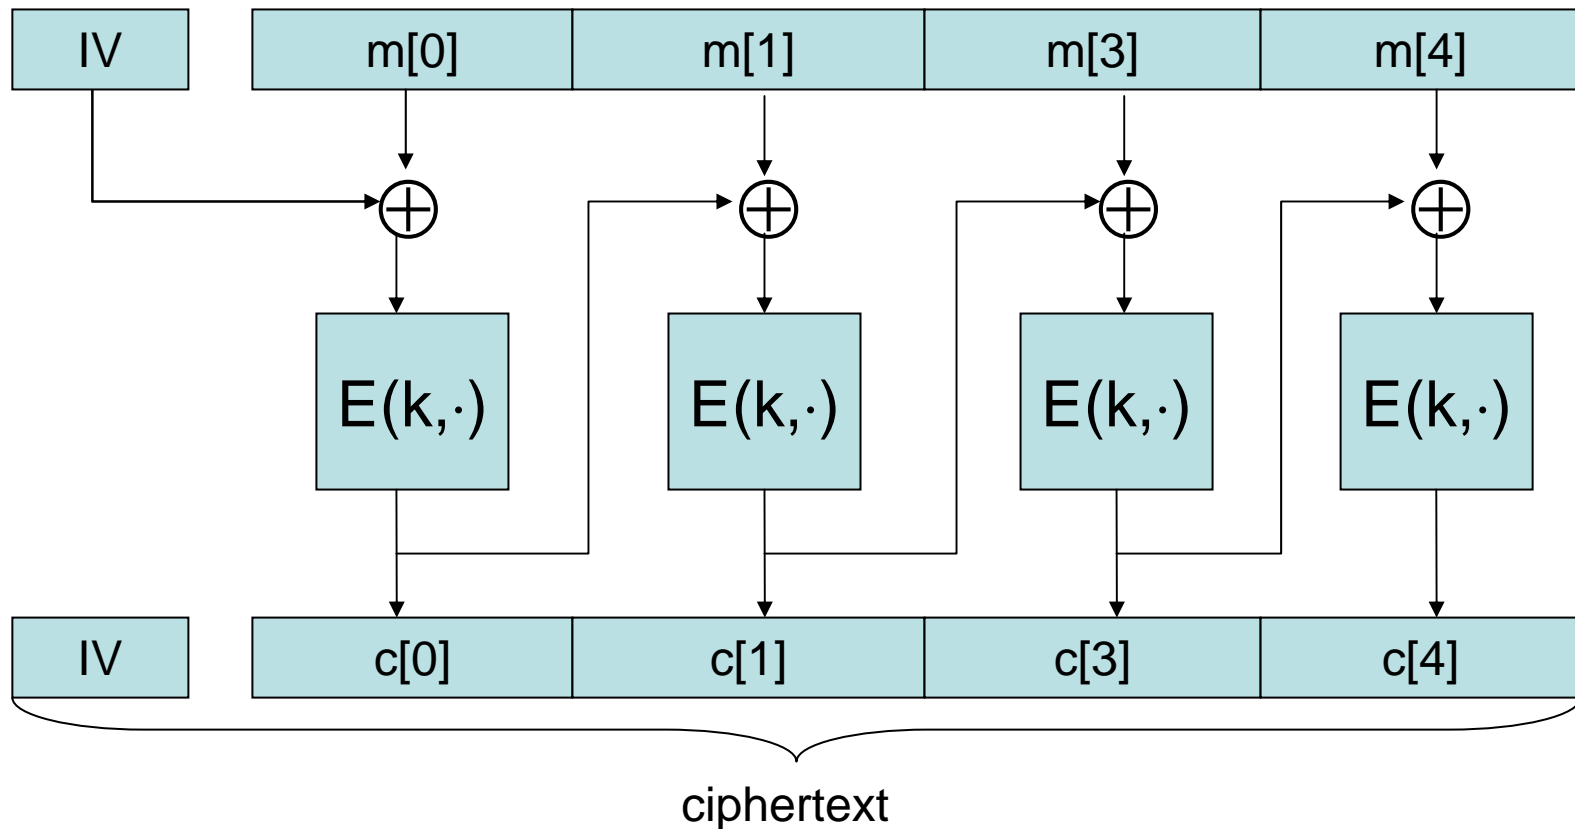 IV m[0] m[1] m[3] m[4]
E(k,·) E(k,·) E(k,·) E(k,·)
IV c[0] c[1] c[3] c[4]
ciphertext